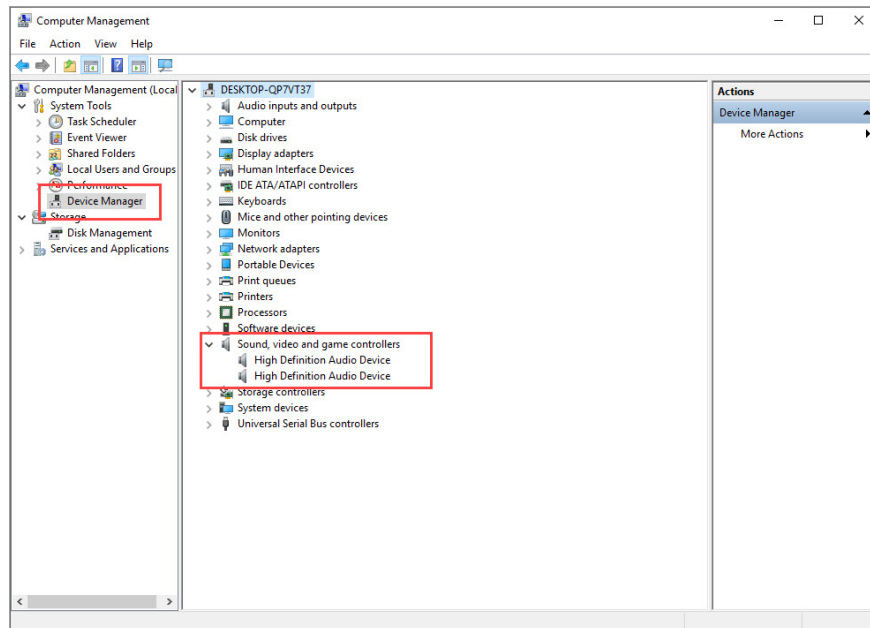 Computer Management
File Action View Help
Computer Management (Local
System Tools
Task Scheduler
Event Viewer
Shared Folders
Local Users and Groups
Performance
Device Manager
Storage
Disk Management
Services and Applications
DESKTOP-QP7VT37
Audio inputs and outputs
Computer
Disk drives
Display adapters
Human Interface Devices
IDE ATA/ATAPI controllers
Keyboards
Mice and other pointing devices
Monitors
Network adapters
Portable Devices
Print queues
Printers
Processors
Software devices
Sound, video and game controllers
High Definition Audio Device
High Definition Audio Device
Storage controllers
System devices
Universal Serial Bus controllers
Actions
Device Manager
More Actions